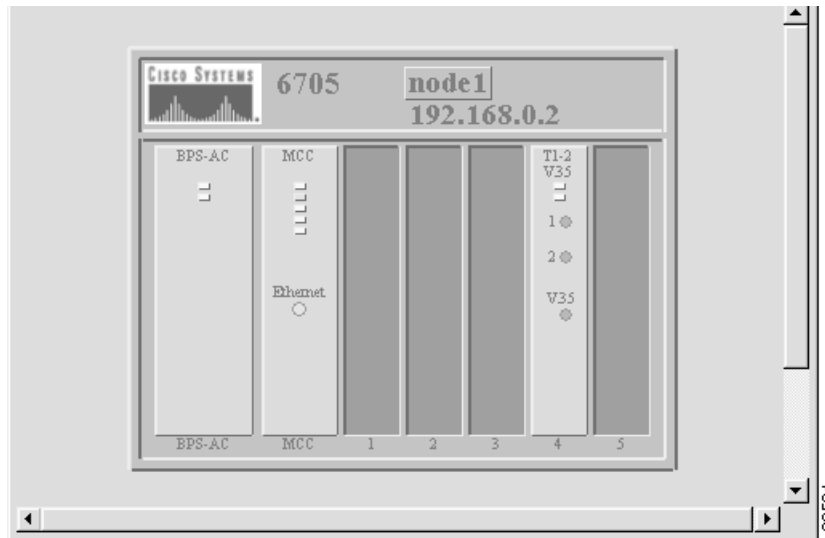 CISCO SYSTEMS
6705
node1
192.168.0.2
BPS-AC
MCC
Ethernet
T1-2
V35
1
2
V35
BPS-AC MCC 1 2 3 4 5